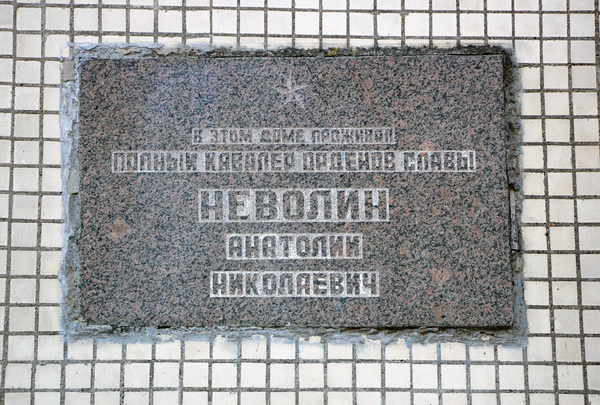 В ЭТОМ ДОМЕ ПРОЖИВАЛ
ПОЛНЫЙ КАВАЛЕР ОРДЕНОВ СЛАВЫ
НЕВОЛИН
АНАТОЛИЙ
НИКОЛАЕВИЧ